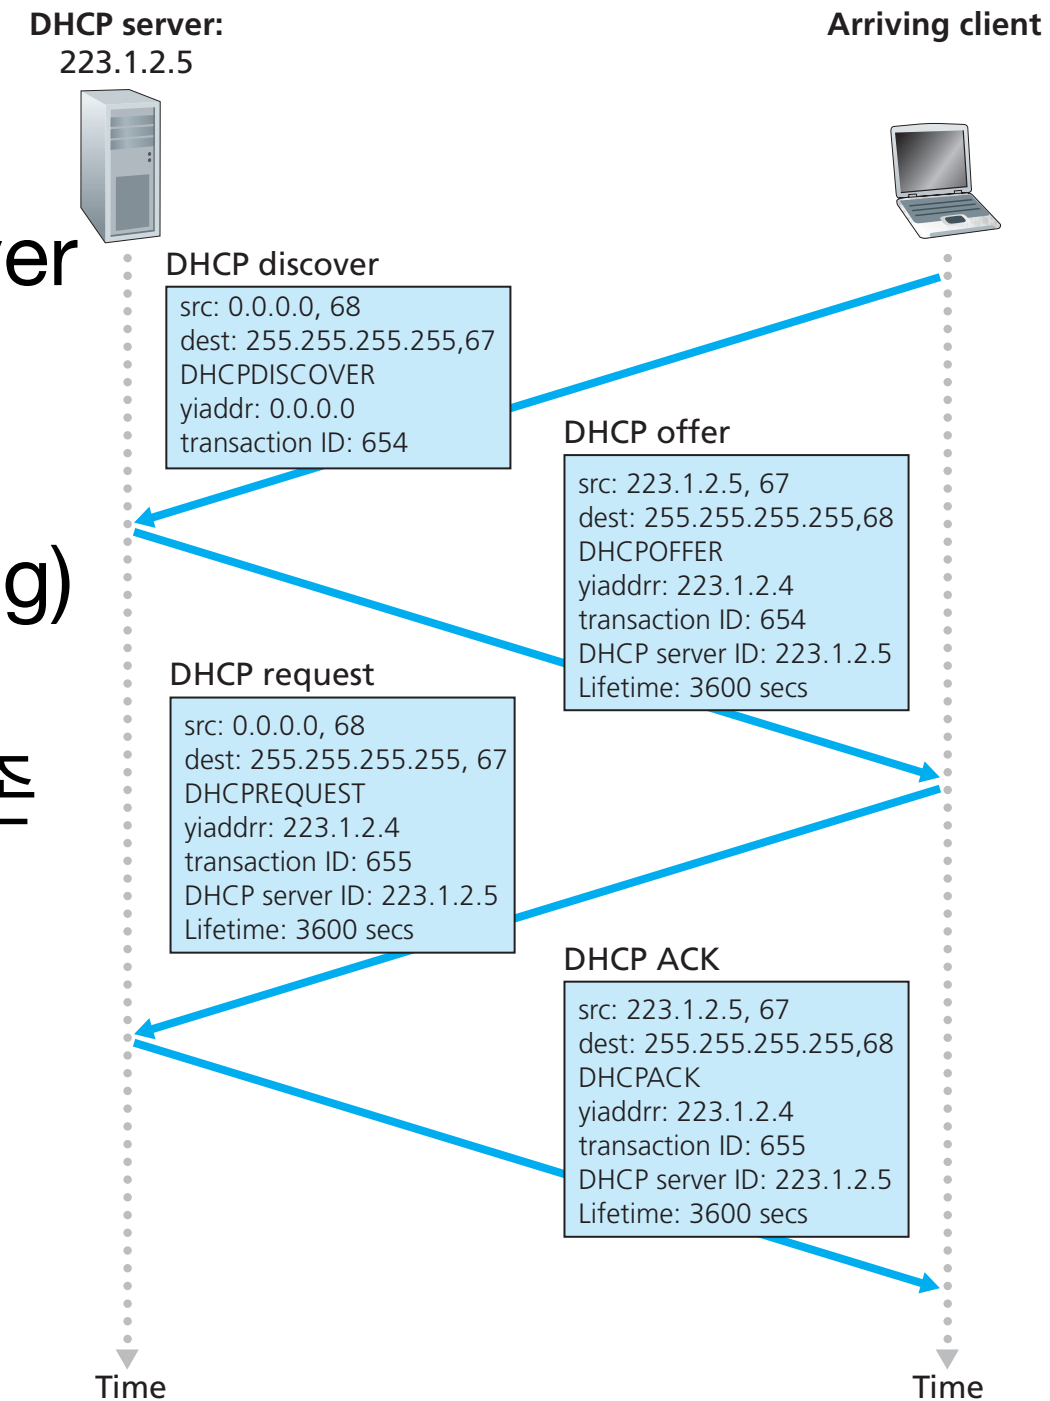 DHCP server:
223.1.2.5
Arriving client
DHCP discover
src: 0.0.0.0, 68
dest: 255.255.255.255,67
DHCPDISCOVER
yiaddr: 0.0.0.0
transaction ID: 654
DHCP offer
src: 223.1.2.5, 67
dest: 255.255.255.255,68
DHCPOFFER
yiaddrr: 223.1.2.4
transaction ID: 654
DHCP server ID: 223.1.2.5
Lifetime: 3600 secs
DHCP request
src: 0.0.0.0, 68
dest: 255.255.255.255, 67
DHCPREQUEST
yiaddrr: 223.1.2.4
transaction ID: 655
DHCP server ID: 223.1.2.5
Lifetime: 3600 secs
DHCP ACK
src: 223.1.2.5, 67
dest: 255.255.255.255,68
DHCPACK
yiaddrr: 223.1.2.4
transaction ID: 655
DHCP server ID: 223.1.2.5
Lifetime: 3600 secs
er
g)
Time
Time